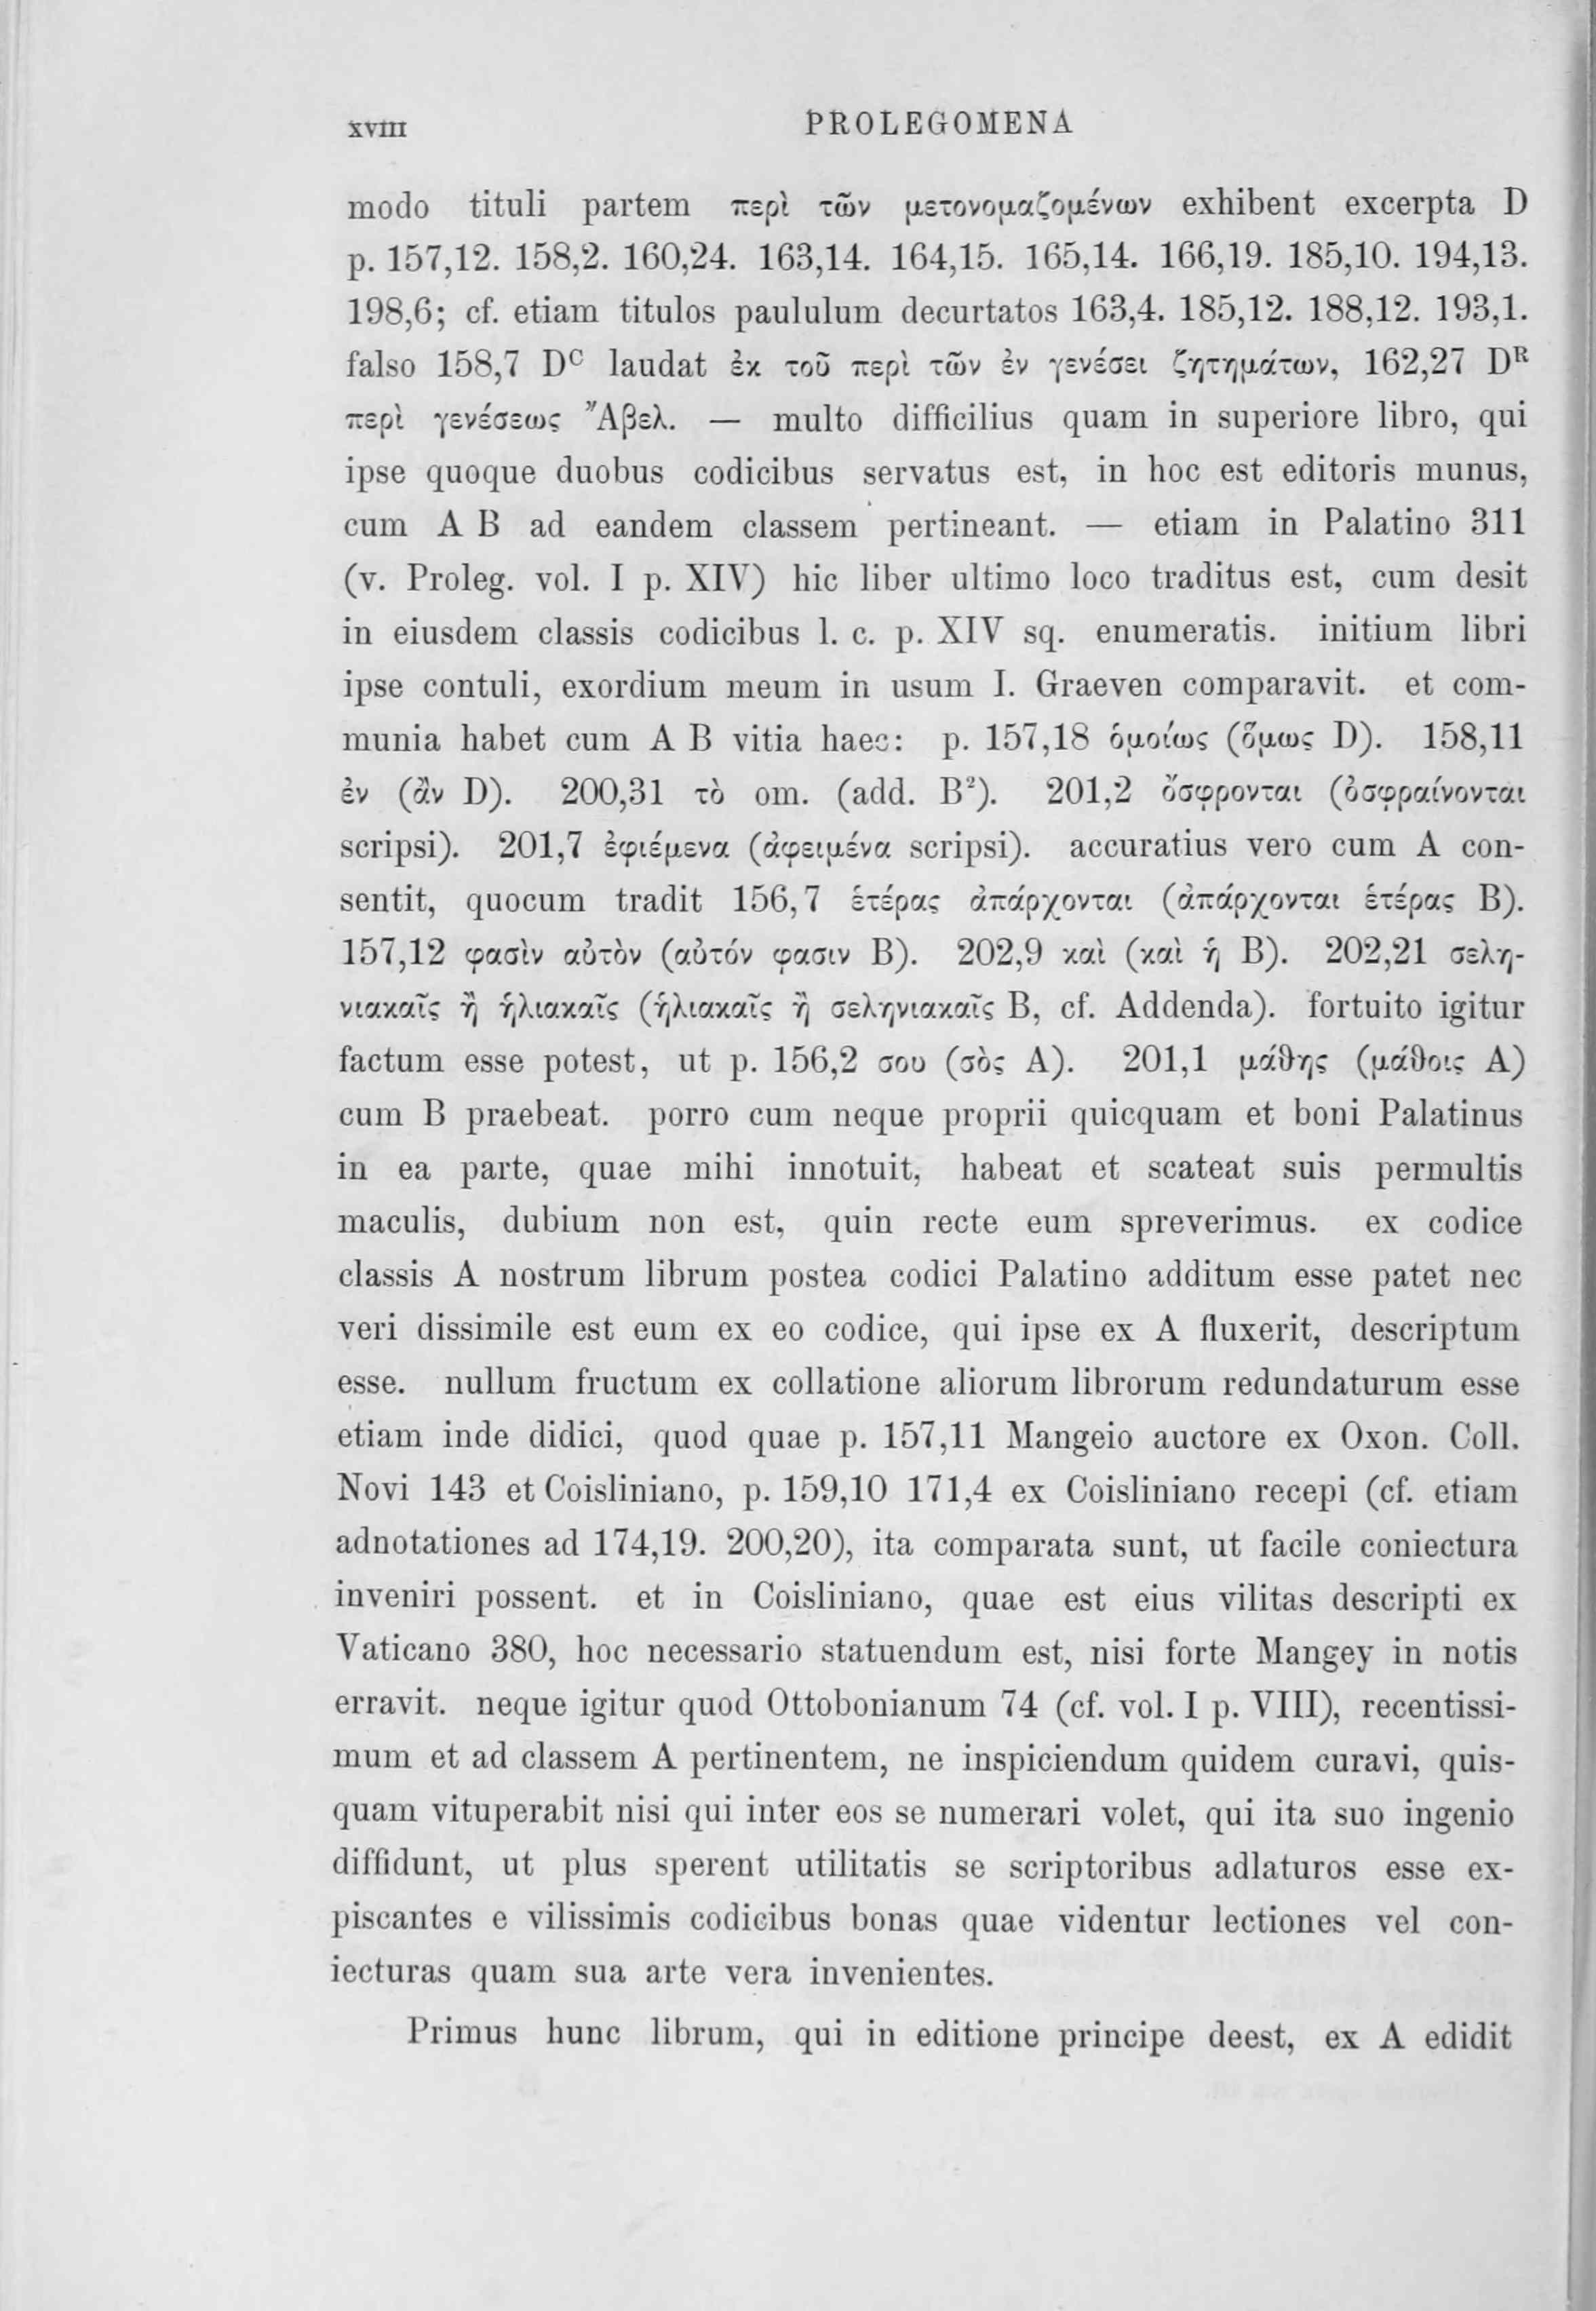 XVIII PROLEGOMENA
modo tituli partem περὶ τῶν μετονομαζομένων exhibent excerpta D
p. 157,12. 158,2. 160,24. 163,14. 164,15. 165,14. 166,19. 185,10. 194,13.
198,6; cf. etiam titulos paululum decurtatos 163,4. 185,12. 188,12. 193,1.
falso 158,7 Dᶜ laudat ἐκ τοῦ περὶ τῶν ἐν γενέσει ζητημάτων, 162,27 Dᴿ
περὶ γενέσεως Ἄβελ. — multo difficilius quam in superiore libro, qui
ipse quoque duobus codicibus servatus est, in hoc est editoris munus,
cum A B ad eandem classem pertineant. — etiam in Palatino 311
(v. Proleg. vol. I p. XIV) hic liber ultimo loco traditus est, cum desit
in eiusdem classis codicibus l. c. p. XIV sq. enumeratis. initium libri
ipse contuli, exordium meum in usum I. Graeven comparavit. et com-
munia habet cum A B vitia haec: p. 157,18 ὁμοίως (ὅμως D). 158,11
ἐν (ἂν D). 200,31 τὸ om. (add. B²). 201,2 ὄσφρονται (ὀσφραίνονται
scripsi). 201,7 ἐφιέμενα (ἀφειμένα scripsi). accuratius vero cum A con-
sentit, quocum tradit 156,7 ἑτέρας ἀπάρχονται (ἀπάρχονται ἑτέρας B).
157,12 φασὶν αὐτὸν (αὐτόν φασιν B). 202,9 καὶ (καὶ ἡ B). 202,21 σελη-
νιακαῖς ἢ ἡλιακαῖς (ἡλιακαῖς ἢ σεληνιακαῖς B, cf. Addenda). fortuito igitur
factum esse potest, ut p. 156,2 σου (σὸς A). 201,1 μάθῃς (μάθοις A)
cum B praebeat. porro cum neque proprii quicquam et boni Palatinus
in ea parte, quae mihi innotuit, habeat et scateat suis permultis
maculis, dubium non est, quin recte eum spreverimus. ex codice
classis A nostrum librum postea codici Palatino additum esse patet nec
veri dissimile est eum ex eo codice, qui ipse ex A fluxerit, descriptum
esse. nullum fructum ex collatione aliorum librorum redundaturum esse
etiam inde didici, quod quae p. 157,11 Mangeio auctore ex Oxon. Coll.
Novi 143 et Coisliniano, p. 159,10 171,4 ex Coisliniano recepi (cf. etiam
adnotationes ad 174,19. 200,20), ita comparata sunt, ut facile coniectura
inveniri possent. et in Coisliniano, quae est eius vilitas descripti ex
Vaticano 380, hoc necessario statuendum est, nisi forte Mangey in notis
erravit. neque igitur quod Ottobonianum 74 (cf. vol. I p. VIII), recentissi-
mum et ad classem A pertinentem, ne inspiciendum quidem curavi, quis-
quam vituperabit nisi qui inter eos se numerari volet, qui ita suo ingenio
diffidunt, ut plus sperent utilitatis se scriptoribus adlaturos esse ex-
piscantes e vilissimis codicibus bonas quae videntur lectiones vel con-
iecturas quam sua arte vera invenientes.
Primus hunc librum, qui in editione principe deest, ex A edidit